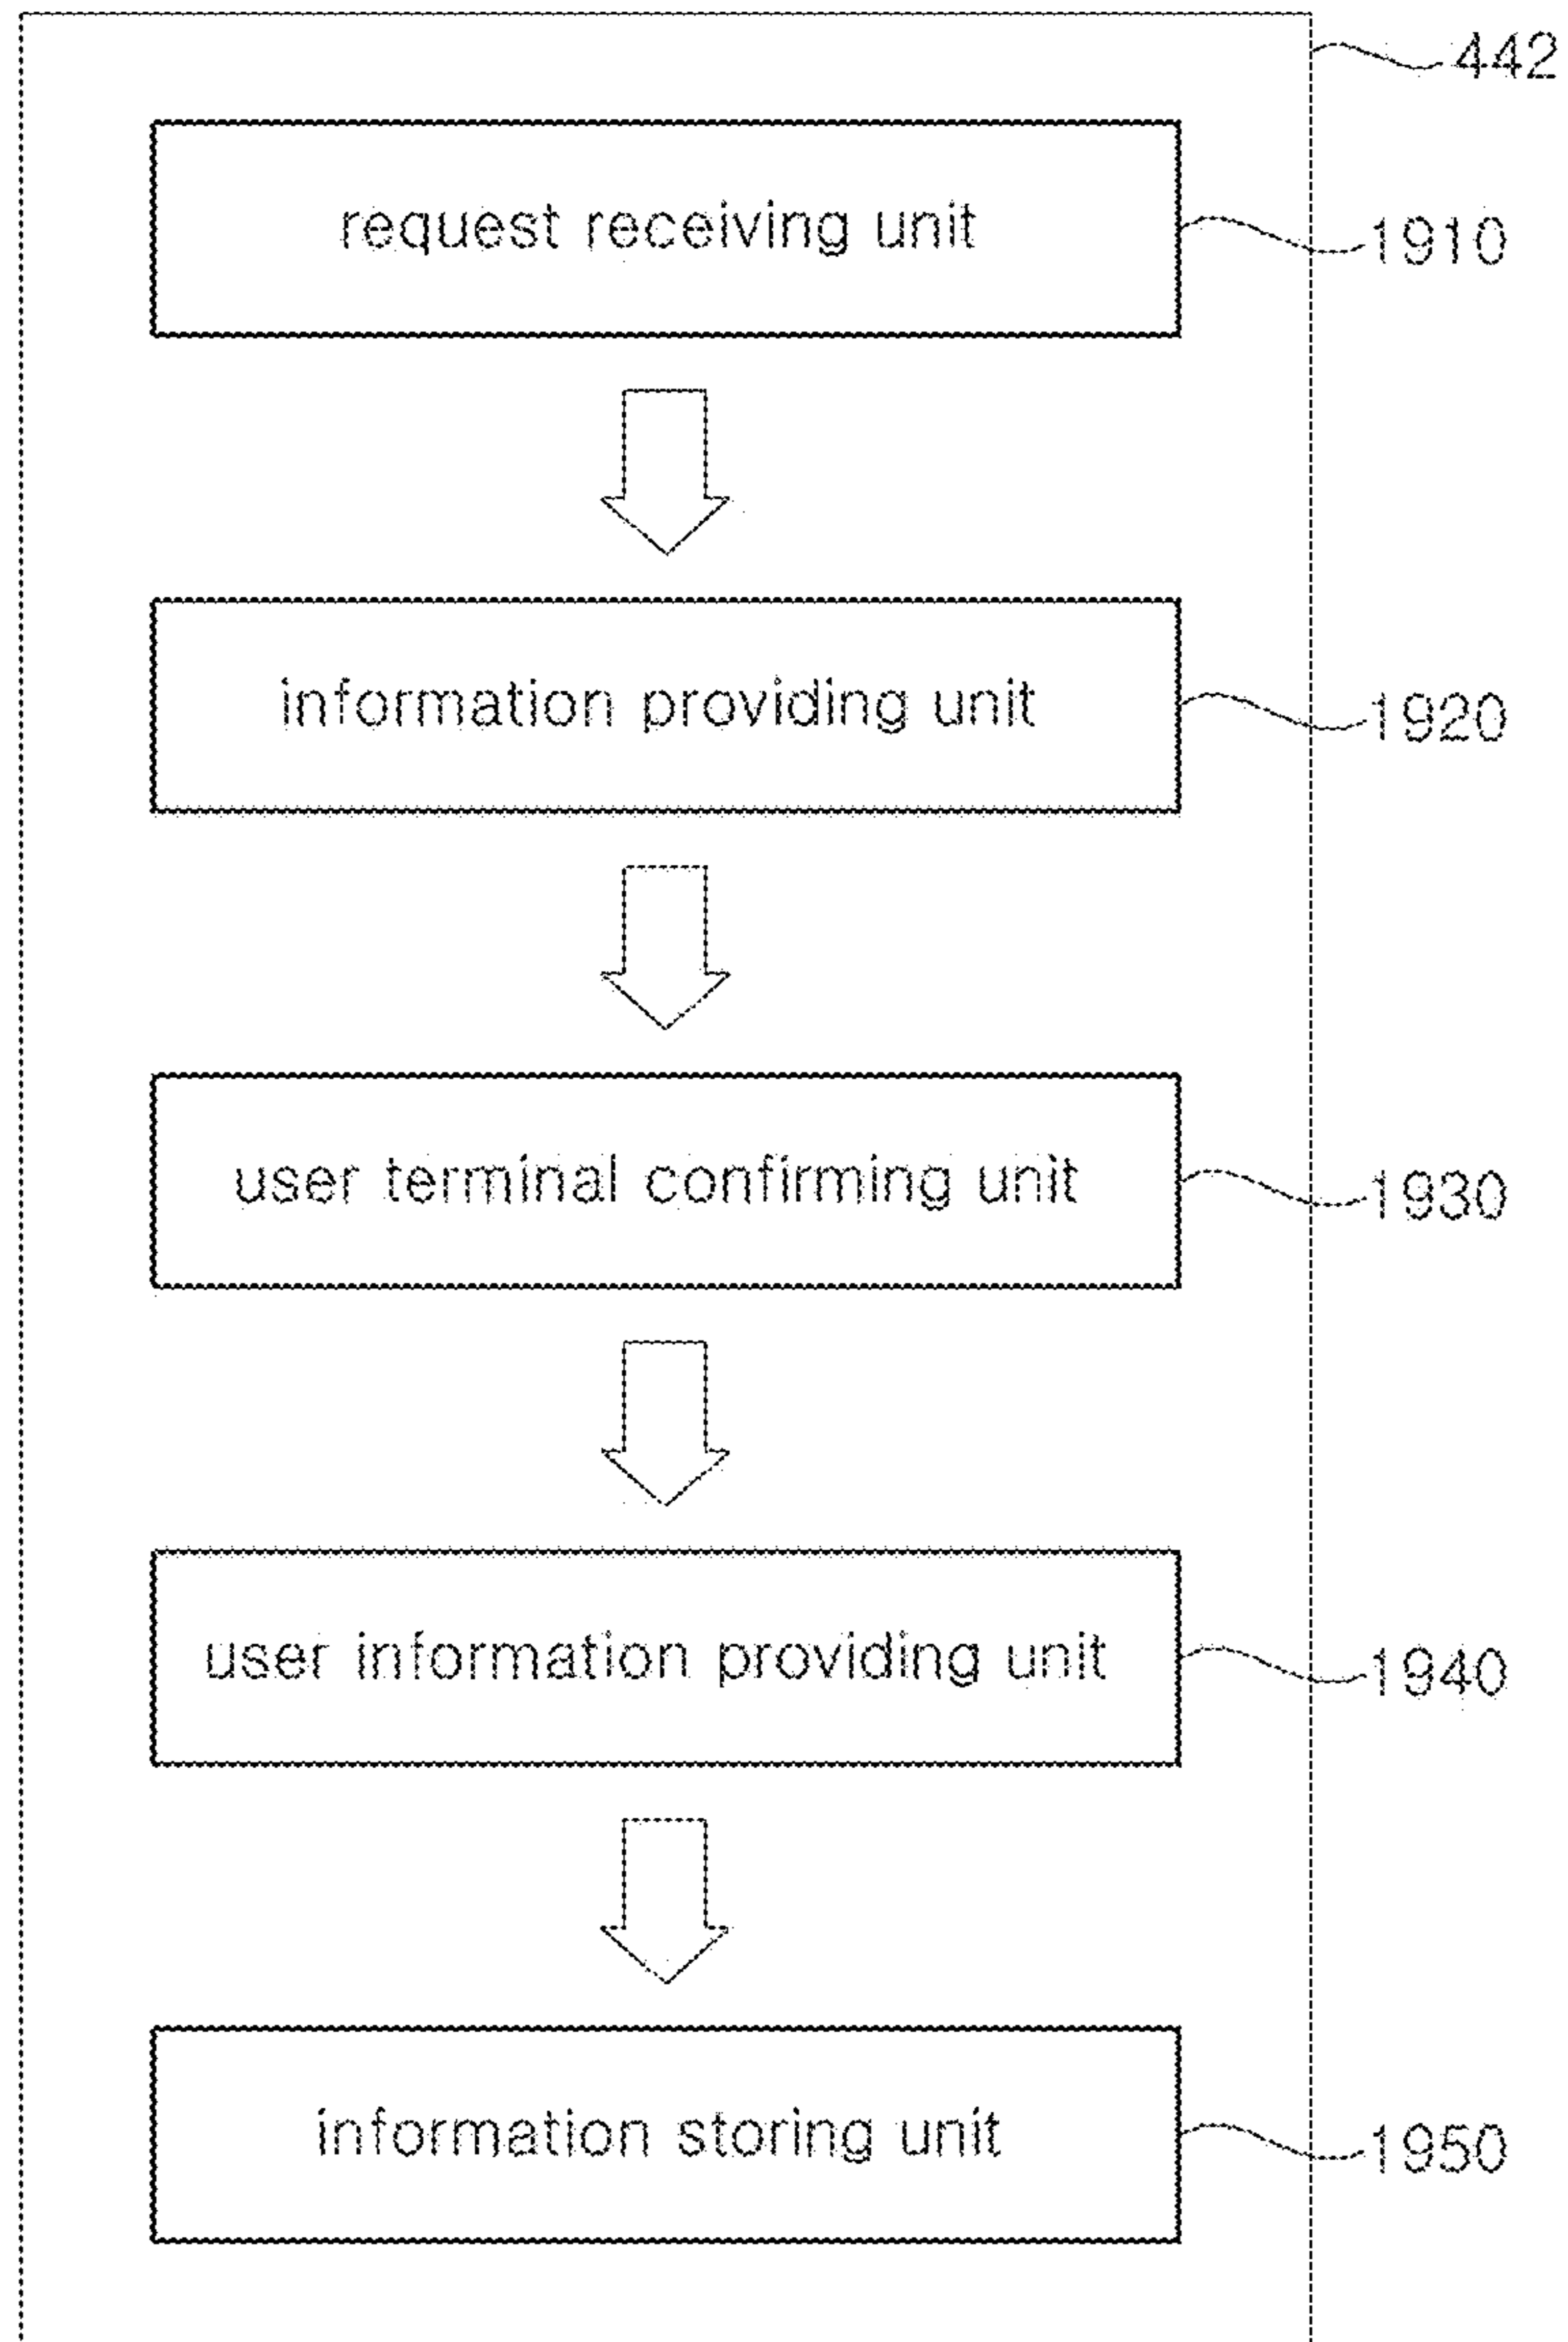 442
request receiving unit
1910
information providing unit
1920
user terminal confirming unit
1930
user information providing unit
1940
information storing unit
1950